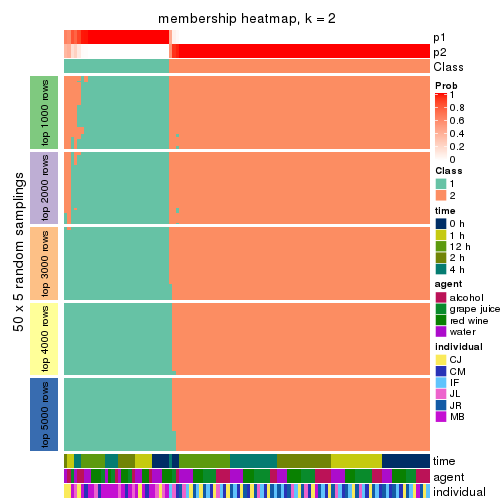 membership heatmap, k = 2
p1
p2
Class
50 x 5 random samplings
top 1000 rows
top 2000 rows
top 3000 rows
top 4000 rows
top 5000 rows
time
agent
individual
Prob
1
0.8
0.6
0.4
0.2
0
Class
1
2
time
0 h
1 h
12 h
2 h
4 h
agent
alcohol
grape juice
red wine
water
individual
CJ
CM
IF
JL
JR
MB